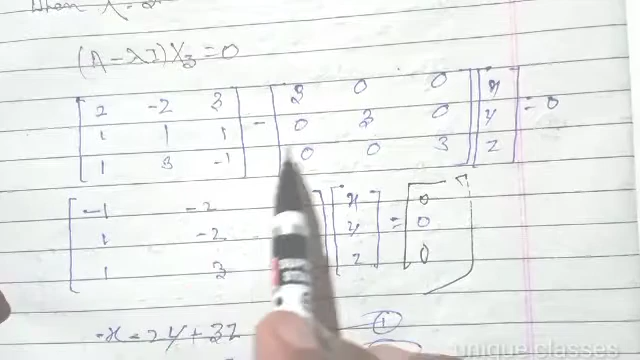 (A-λI)X₃=0
[2 -2 3; 1 1 1; 1 3 -1] - [3 0 0; 0 3 0; 0 0 3] [x; y; z] = 0
[-1 -2; 1 -2; 1 3] [x; y; z] = [0; 0; 0]
-x-2y+3z ①
unique classes